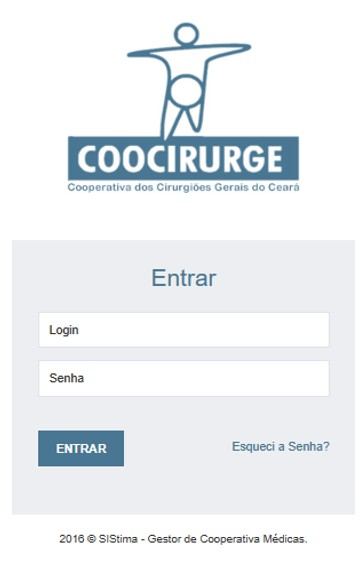 COOCIRURGE
Cooperativa dos Cirurgiões Gerais do Ceará
Entrar
Login
Senha
ENTRAR
Esqueci a Senha?
2016 © SIStima - Gestor de Cooperativa Médicas.